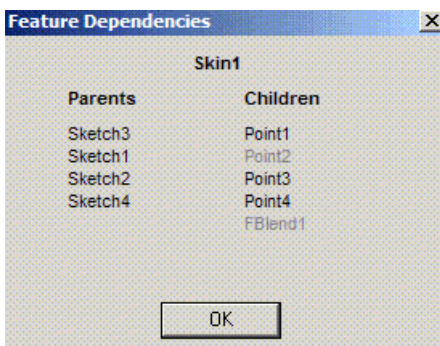 Feature Dependencies
Skin1
Parents Children
Sketch3 Point1
Sketch1 Point2
Sketch2 Point3
Sketch4 Point4
FBlend1
OK